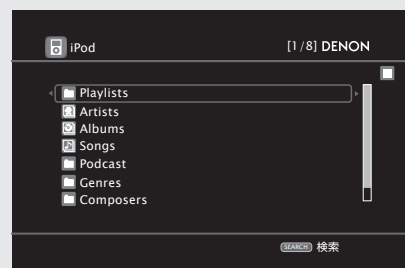 iPod [1/8] DENON
Playlists
Artists
Albums
Songs
Podcast
Genres
Composers
SEARCH 検索